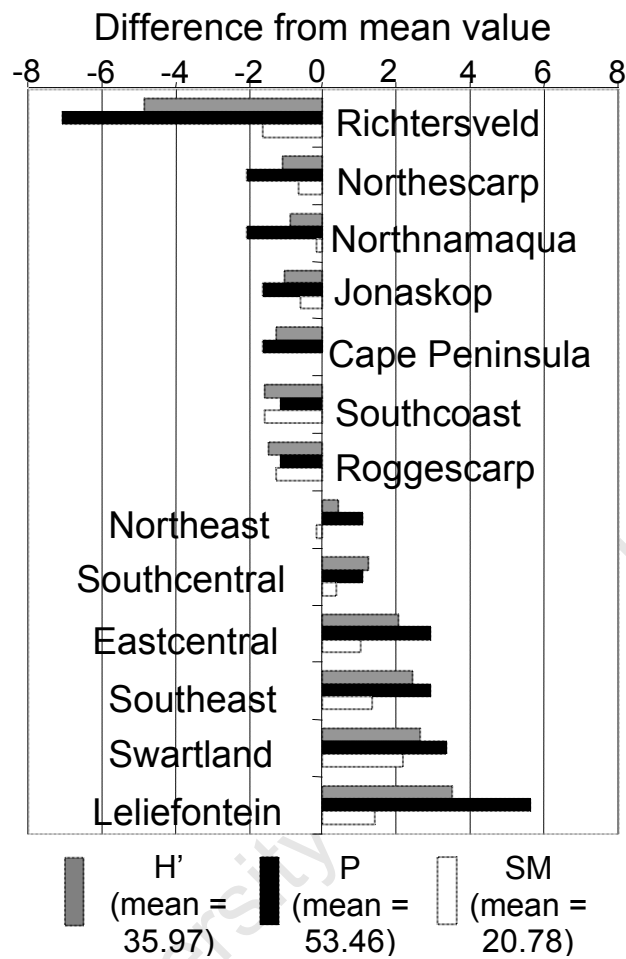 Difference from mean value
-8 -6 -4 -2 0 2 4 6 8
Richtersveld
Northescarp
Northnamaqua
Jonaskop
Cape Peninsula
Southcoast
Roggescarp
Northeast
Southcentral
Eastcentral
Southeast
Swartland
Leliefontein
H’ P SM
(mean = (mean = (mean =
35.97) 53.46) 20.78)
ersity